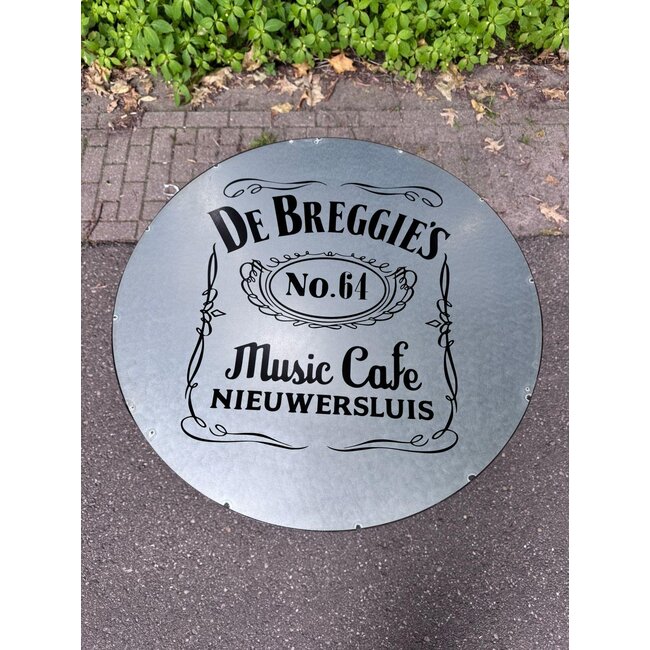 DE BREGGIE'S
No.64
Music Cafe
NIEUWERSLUIS